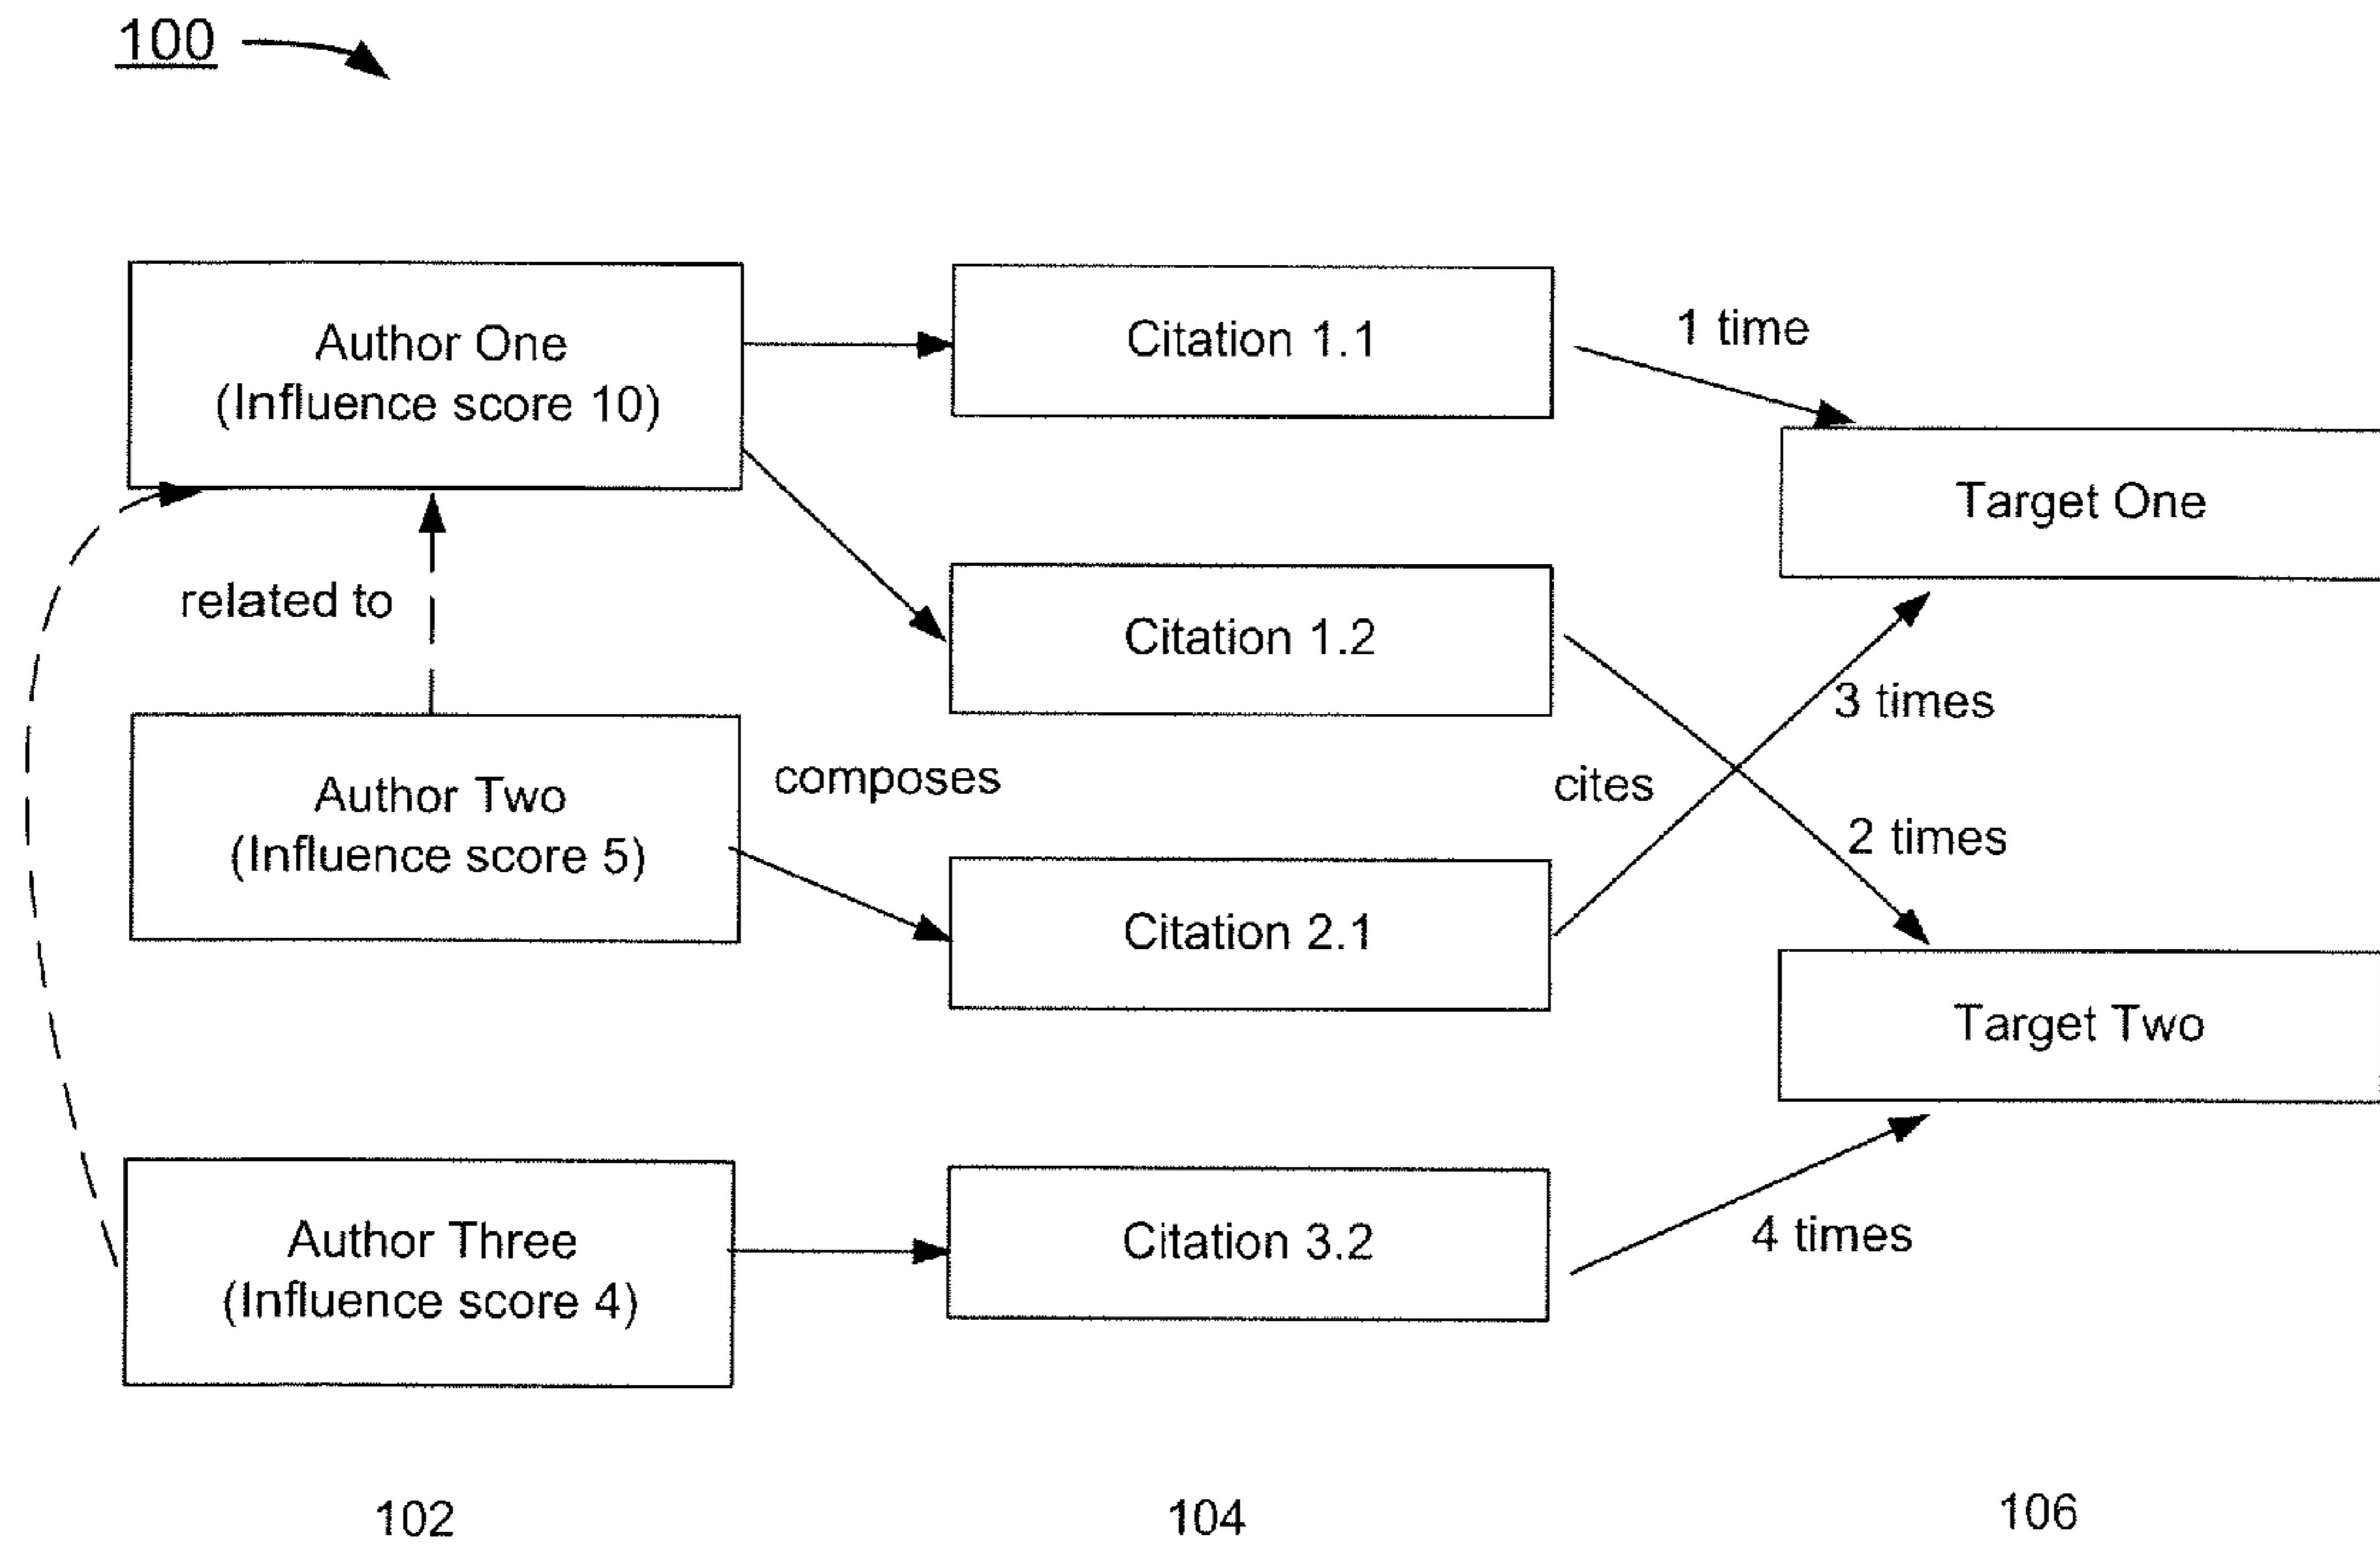 100
Author One
(Influence score 10)
Citation 1.1
1 time
Target One
related to
Citation 1.2
3 times
Author Two
(Influence score 5)
composes
cites
2 times
Citation 2.1
Target Two
Author Three
(Influence score 4)
Citation 3.2
4 times
102
104
106